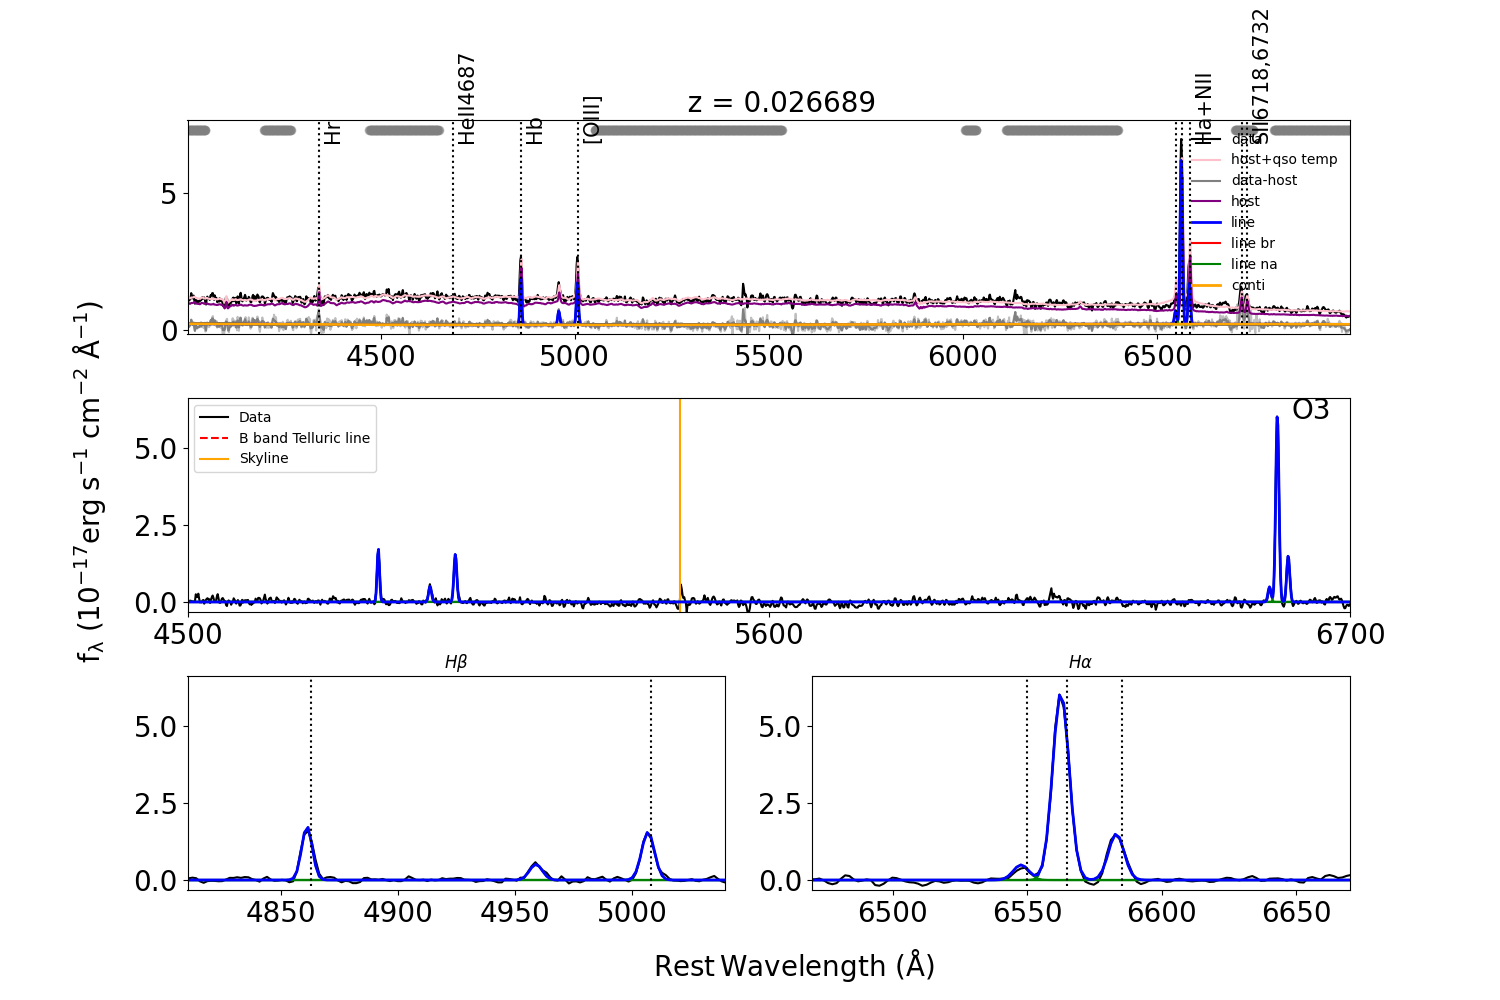 z = 0.026689
Hr
HeII4687
Hb
[OIII]
Ha+NII
SII6718,6732
data
host+qso temp
data-host
host
line
line br
line na
conti
5
0
4500
5000
5500
6000
6500
fλ (10⁻¹⁷erg s⁻¹ cm⁻² Å⁻¹)
Data
B band Telluric line
Skyline
O3
5.0
2.5
0.0
4500
5600
6700
Hβ
5.0
2.5
0.0
4850
4900
4950
5000
Hα
5.0
2.5
0.0
6500
6550
6600
6650
Rest Wavelength (Å)